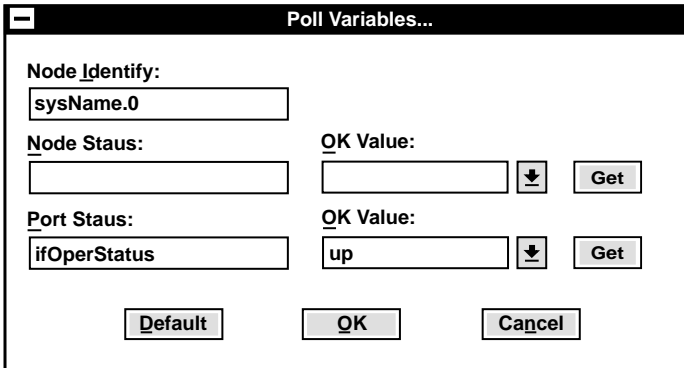 Poll Variables...
Node Identify:
sysName.0
Node Staus: OK Value:
Get
Port Staus: OK Value:
ifOperStatus up Get
Default OK Cancel